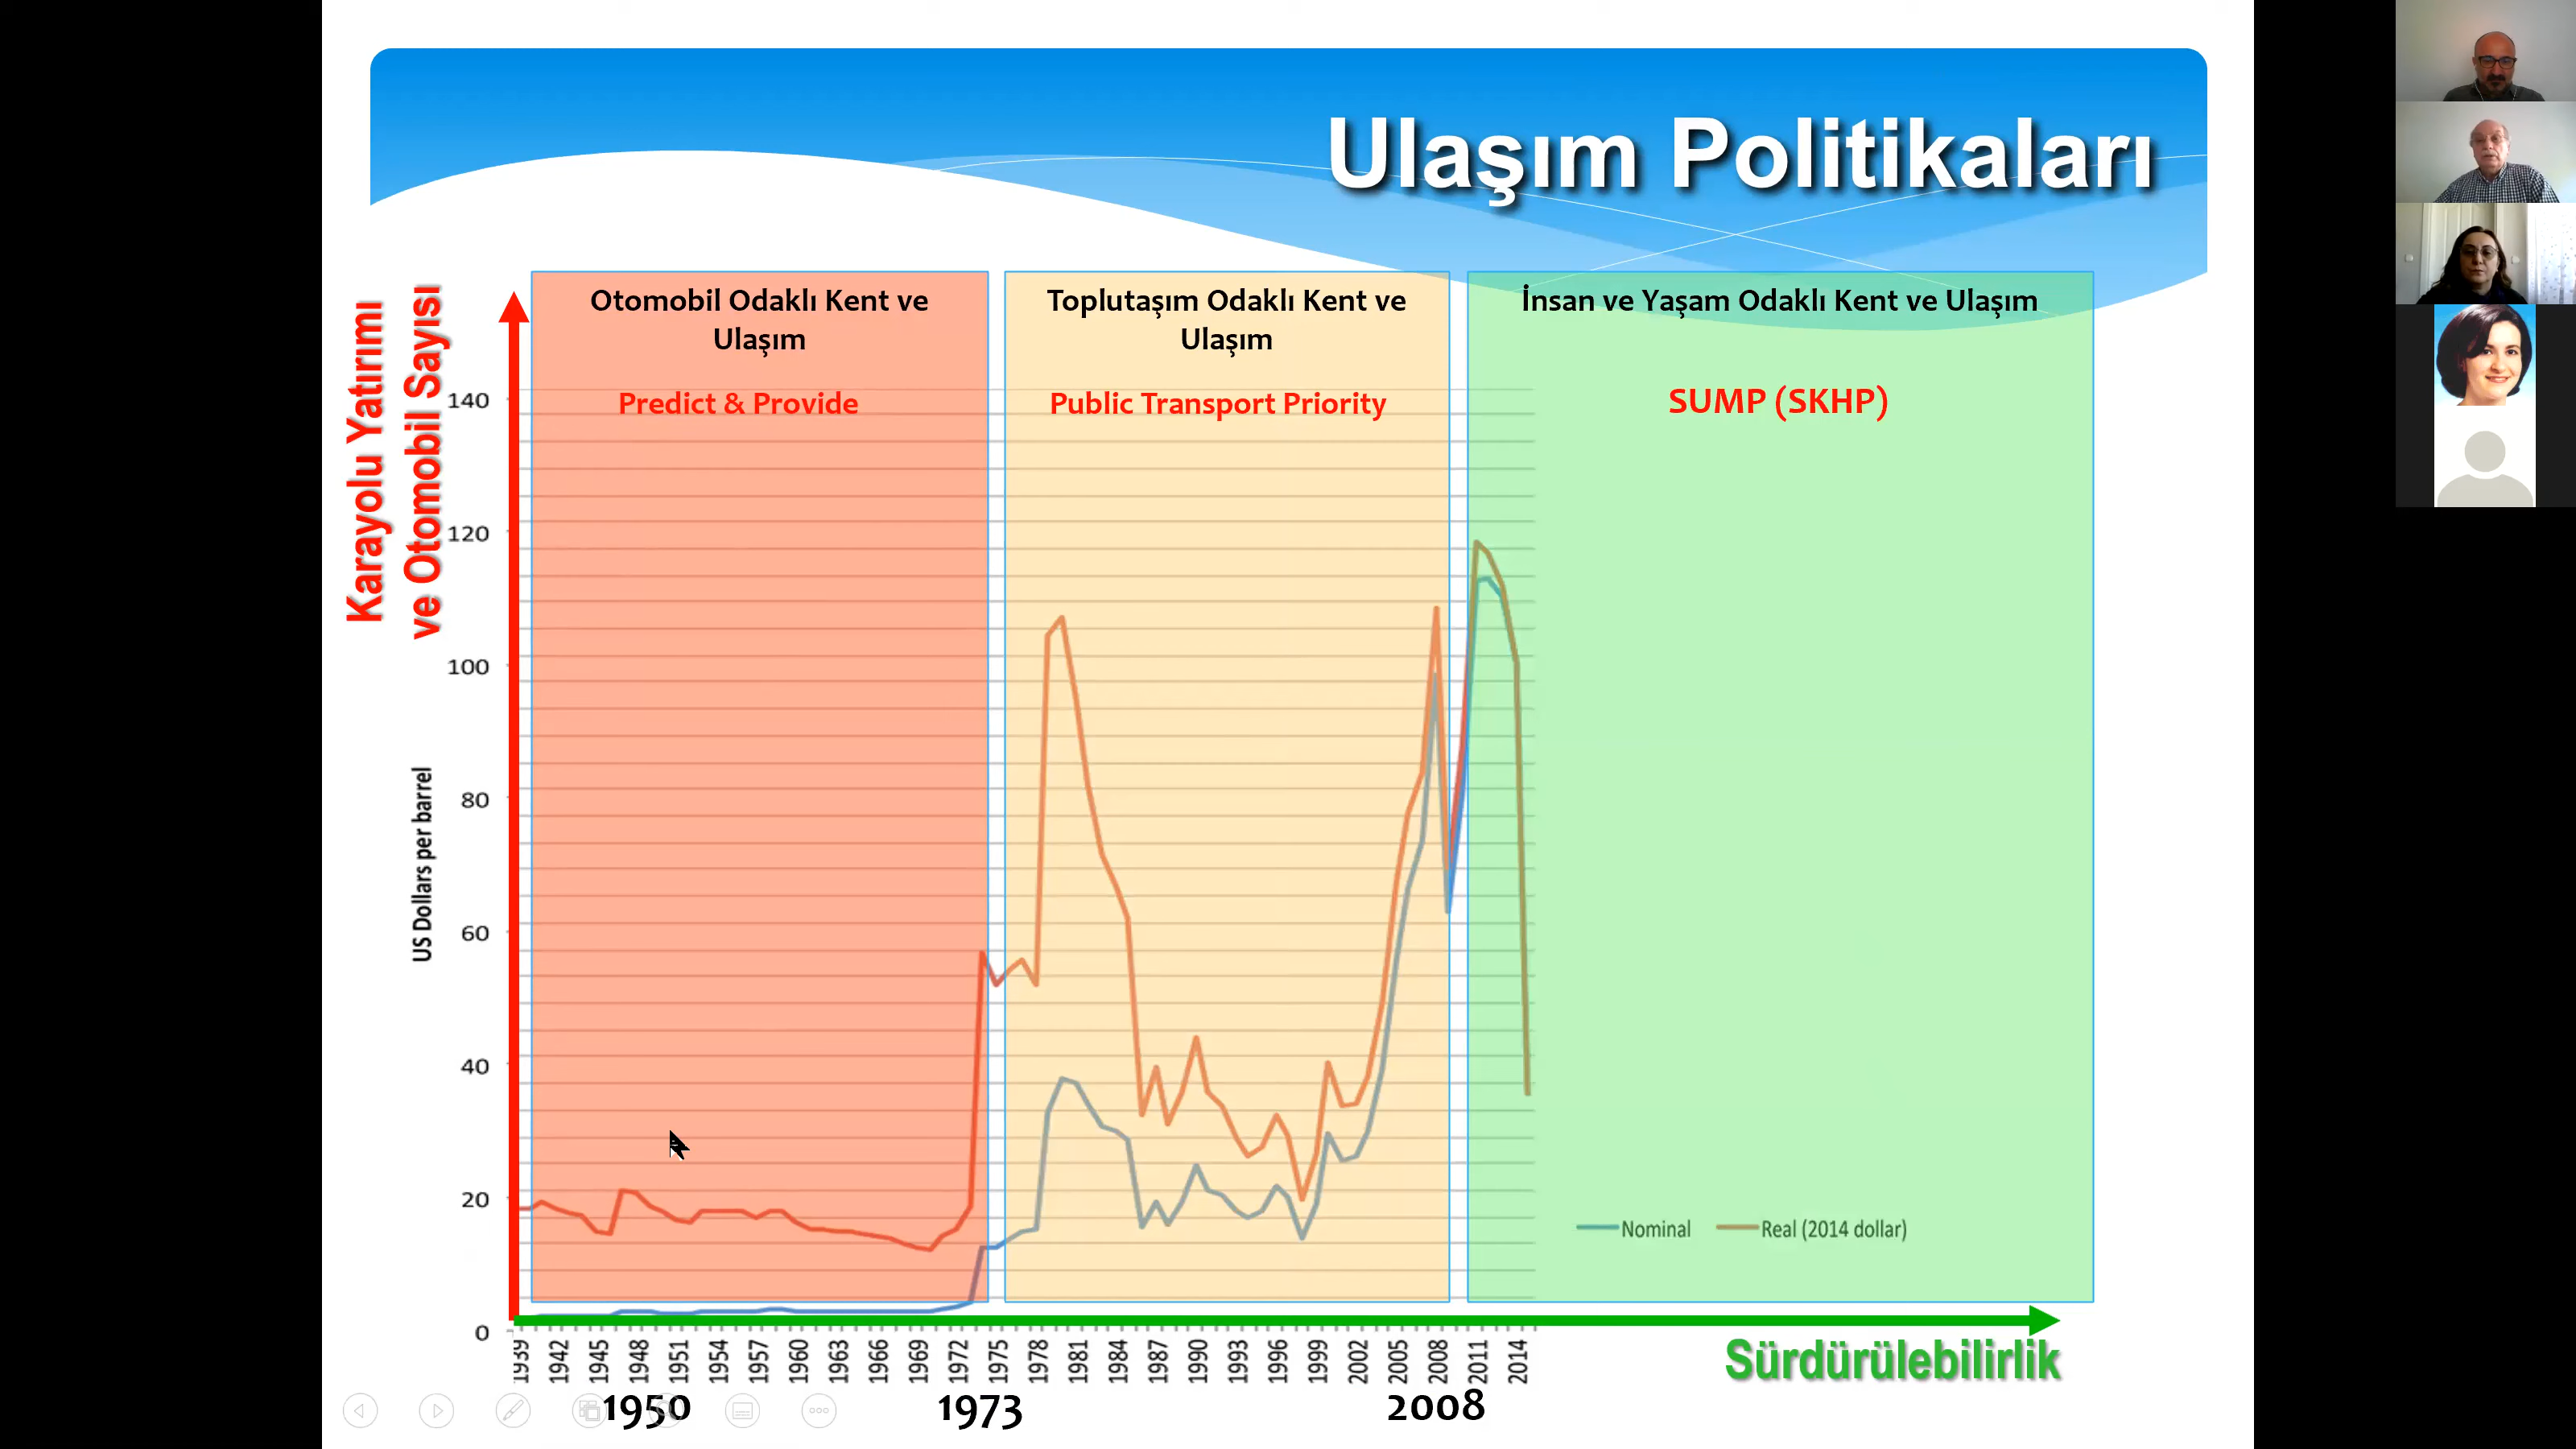 Ulaşım Politikaları
Karayolu Yatırımı
ve Otomobil Sayısı
Otomobil Odaklı Kent ve
Ulaşım
Predict & Provide
Toplutaşım Odaklı Kent ve
Ulaşım
Public Transport Priority
İnsan ve Yaşam Odaklı Kent ve Ulaşım
SUMP (SKHP)
US Dollars per barrel
140
120
100
80
60
40
20
0
Nominal
Real (2014 dollar)
1939 1942 1945 1948 1951 1954 1957 1960 1963 1966 1969 1972 1975 1978 1981 1984 1987 1990 1993 1996 1999 2002 2005 2008 2011 2014
Sürdürülebilirlik
1950
1973
2008